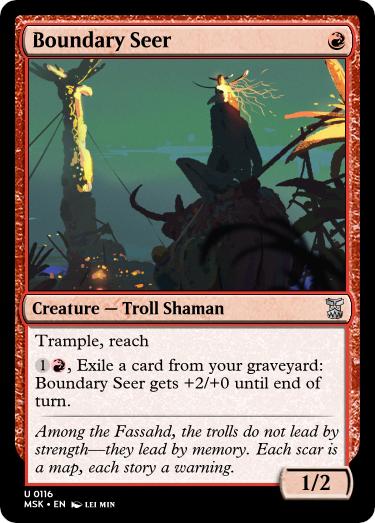 Boundary Seer
Creature — Troll Shaman
Trample, reach
1, Exile a card from your graveyard:
Boundary Seer gets +2/+0 until end of
turn.
Among the Fassahd, the trolls do not lead by
strength—they lead by memory. Each scar is
a map, each story a warning.
1/2
U 0116
MSK • EN LEI MIN